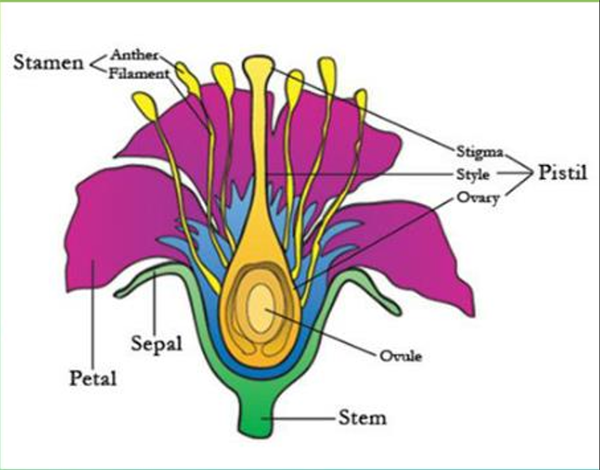 Anther
Stamen
Filament
Stigma
Style
Pistil
Ovary
Sepal
Ovule
Petal
Stem